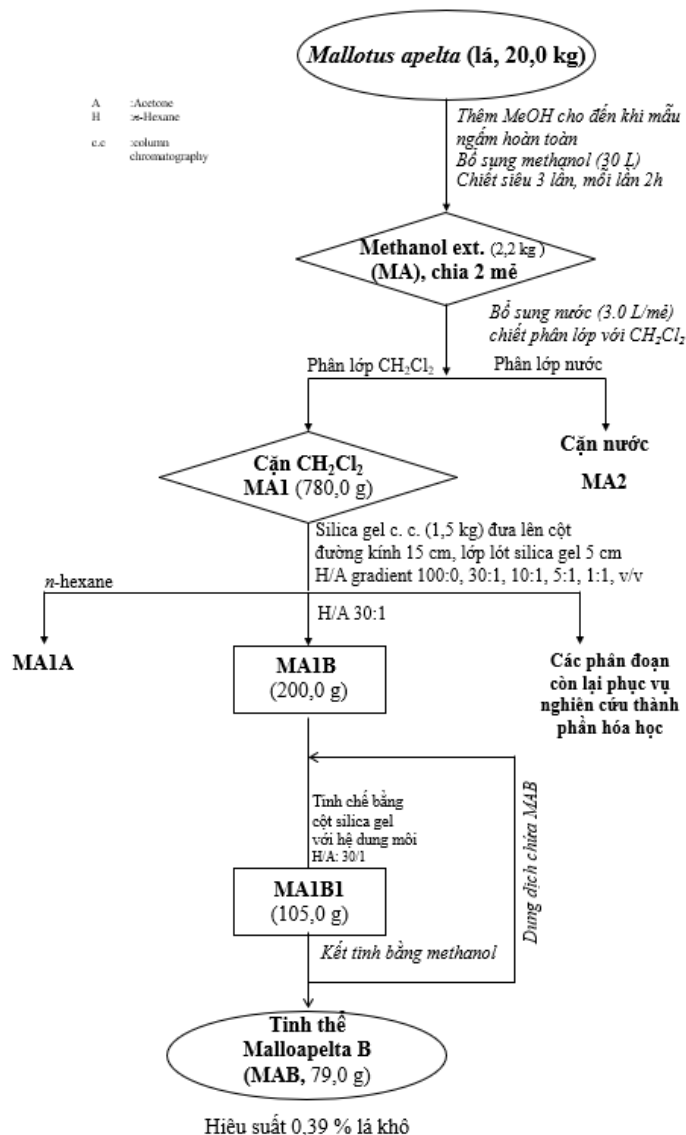 Mallotus apelta (lá, 20,0 kg)
A :Acetone
H :n-Hexane
c.c :column
chromatography
Thêm MeOH cho đến khi mẫu
ngấm hoàn toàn
Bổ sung methanol (30 L)
Chiết siêu 3 lần, mỗi lần 2h
Methanol ext. (2,2 kg)
(MA), chia 2 mẻ
Bổ sung nước (3.0 L/mẻ)
chiết phân lớp với CH₂Cl₂
Phân lớp CH₂Cl₂
Phân lớp nước
Cặn CH₂Cl₂
MA1 (780,0 g)
Cặn nước
MA2
Silica gel c. c. (1,5 kg) đưa lên cột
đường kính 15 cm, lớp lót silica gel 5 cm
H/A gradient 100:0, 30:1, 10:1, 5:1, 1:1, v/v
n-hexane
H/A 30:1
MA1A
MA1B
(200,0 g)
Các phân đoạn
còn lại phục vụ
nghiên cứu thành
phần hóa học
Tinh chế bằng
cột silica gel
với hệ dung môi
H/A: 30/1
Dung dịch chứa MAB
MA1B1
(105,0 g)
Kết tinh bằng methanol
Tinh thể
Malloapelta B
(MAB, 79,0 g)
Hiệu suất 0,39 % lá khô